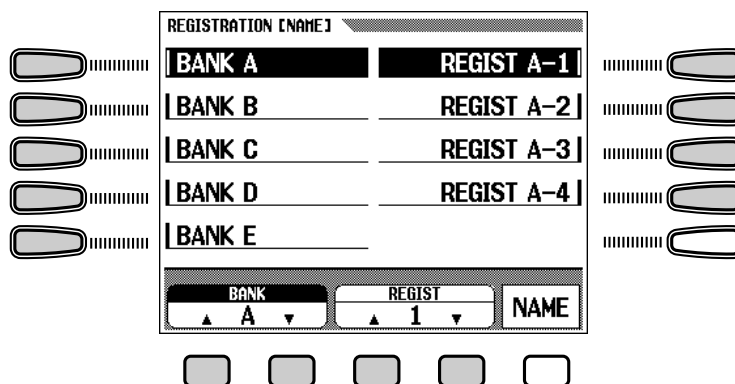 REGISTRATION [NAME]
BANK A REGIST A-1
BANK B REGIST A-2
BANK C REGIST A-3
BANK D REGIST A-4
BANK E
BANK REGIST
▲ A ▼ ▲ 1 ▼ NAME